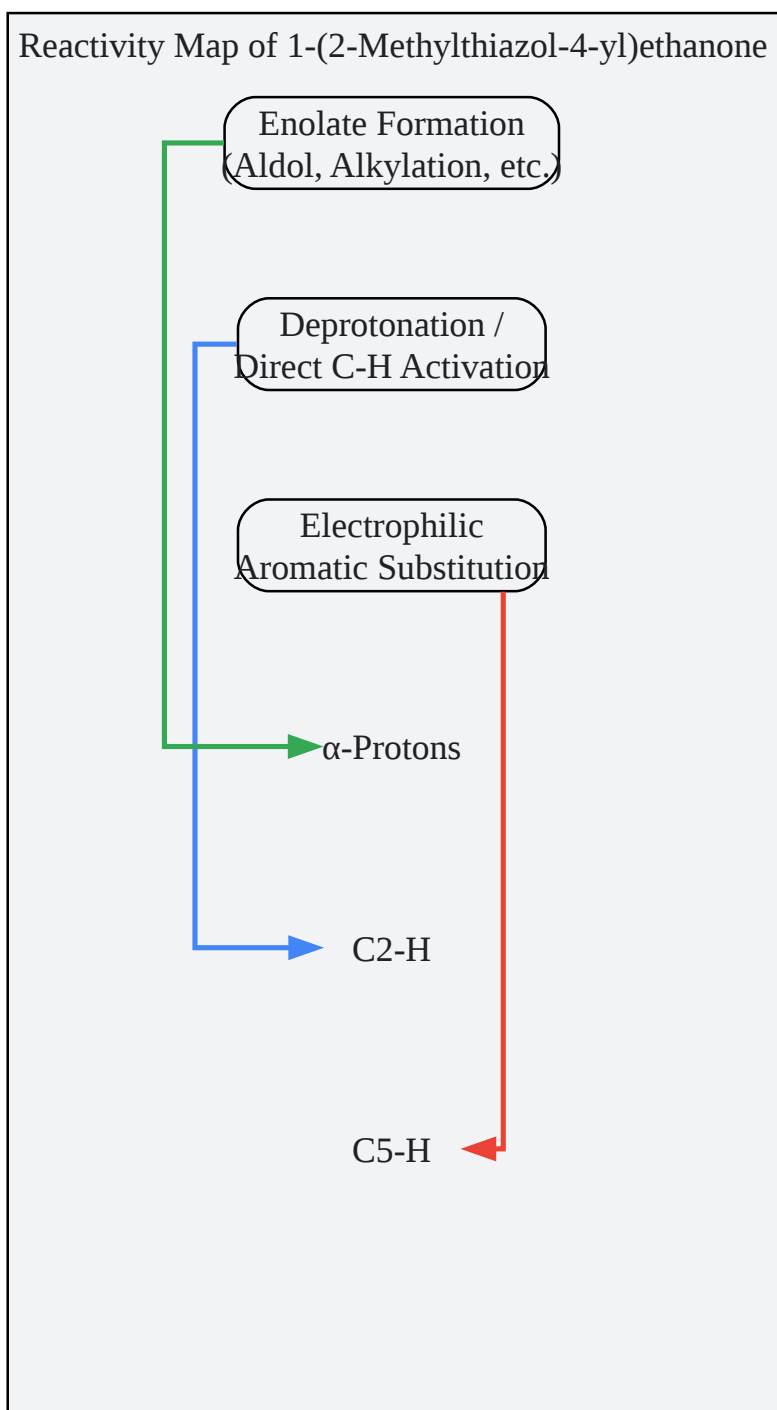 Reactivity Map of 1-(2-Methylthiazol-4-yl)ethanone
Enolate Formation
(Aldol, Alkylation, etc.)
Deprotonation /
Direct C-H Activation
Electrophilic
Aromatic Substitution
α-Protons
C2-H
C5-H